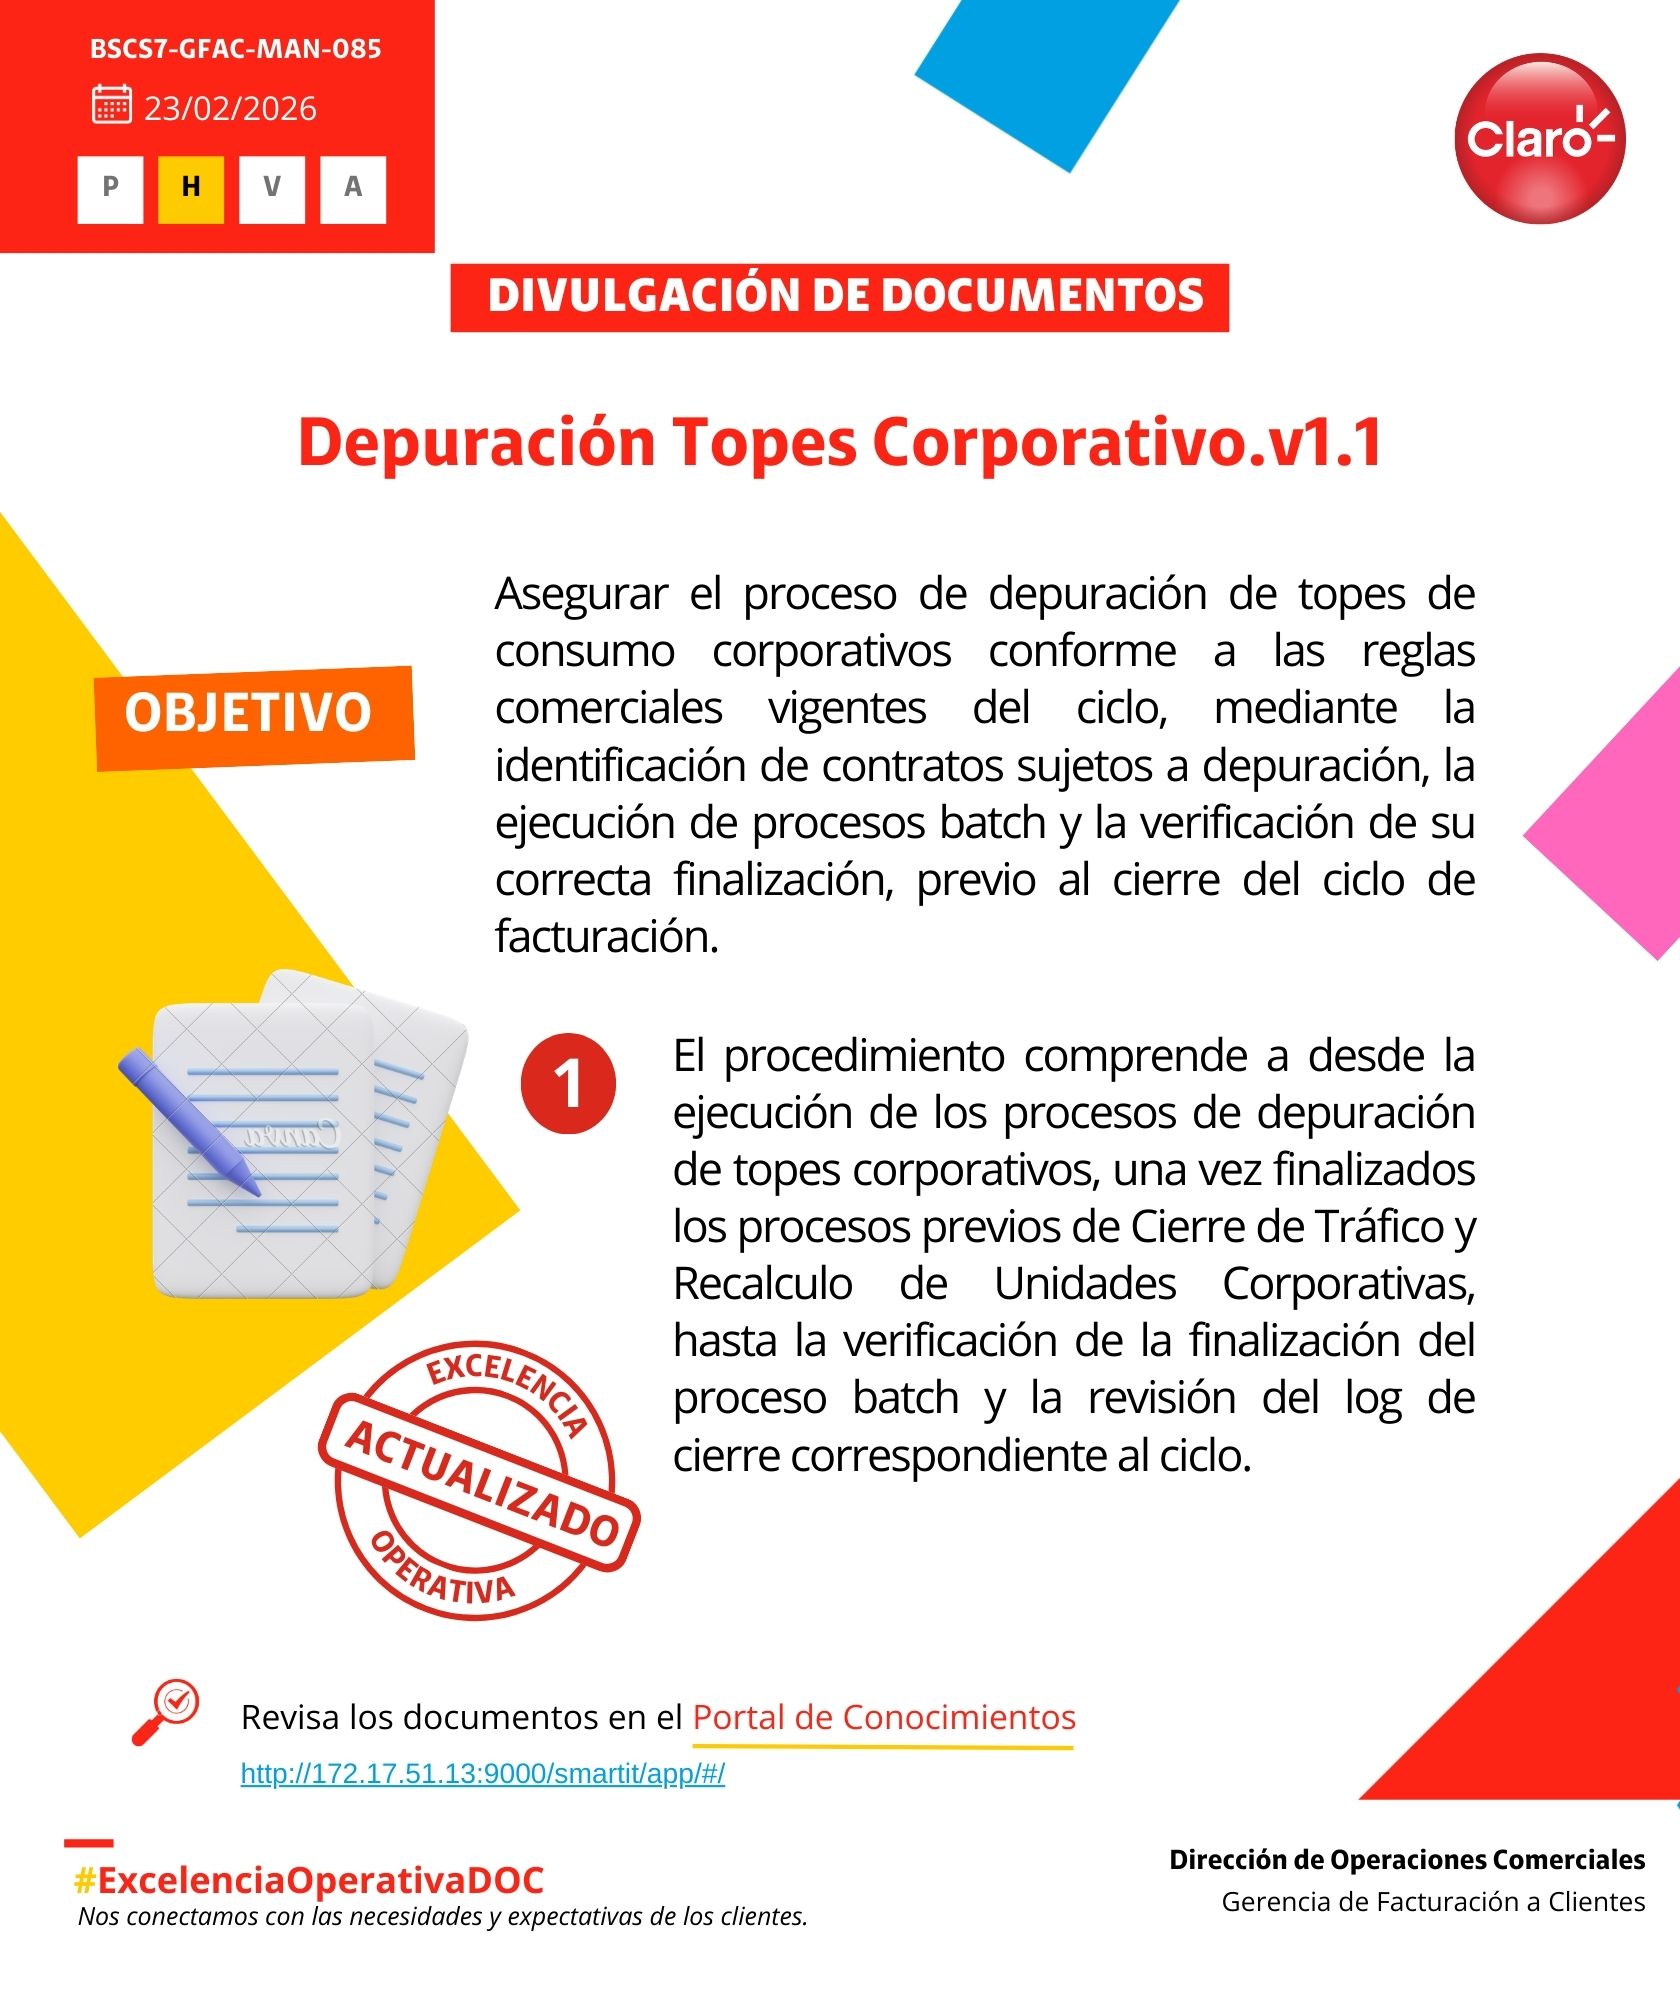 BSCS7-GFAC-MAN-085
23/02/2026
P H V A
Claro
DIVULGACIÓN DE DOCUMENTOS
Depuración Topes Corporativo.v1.1
OBJETIVO
Asegurar el proceso de depuración de topes de
consumo corporativos conforme a las reglas
comerciales vigentes del ciclo, mediante la
identificación de contratos sujetos a depuración, la
ejecución de procesos batch y la verificación de su
correcta finalización, previo al cierre del ciclo de
facturación.
Canva
1
El procedimiento comprende a desde la
ejecución de los procesos de depuración
de topes corporativos, una vez finalizados
los procesos previos de Cierre de Tráfico y
Recalculo de Unidades Corporativas,
hasta la verificación de la finalización del
proceso batch y la revisión del log de
cierre correspondiente al ciclo.
EXCELENCIA
ACTUALIZADO
OPERATIVA
Revisa los documentos en el Portal de Conocimientos
http://172.17.51.13:9000/smartit/app/#/
#ExcelenciaOperativaDOC
Nos conectamos con las necesidades y expectativas de los clientes.
Dirección de Operaciones Comerciales
Gerencia de Facturación a Clientes